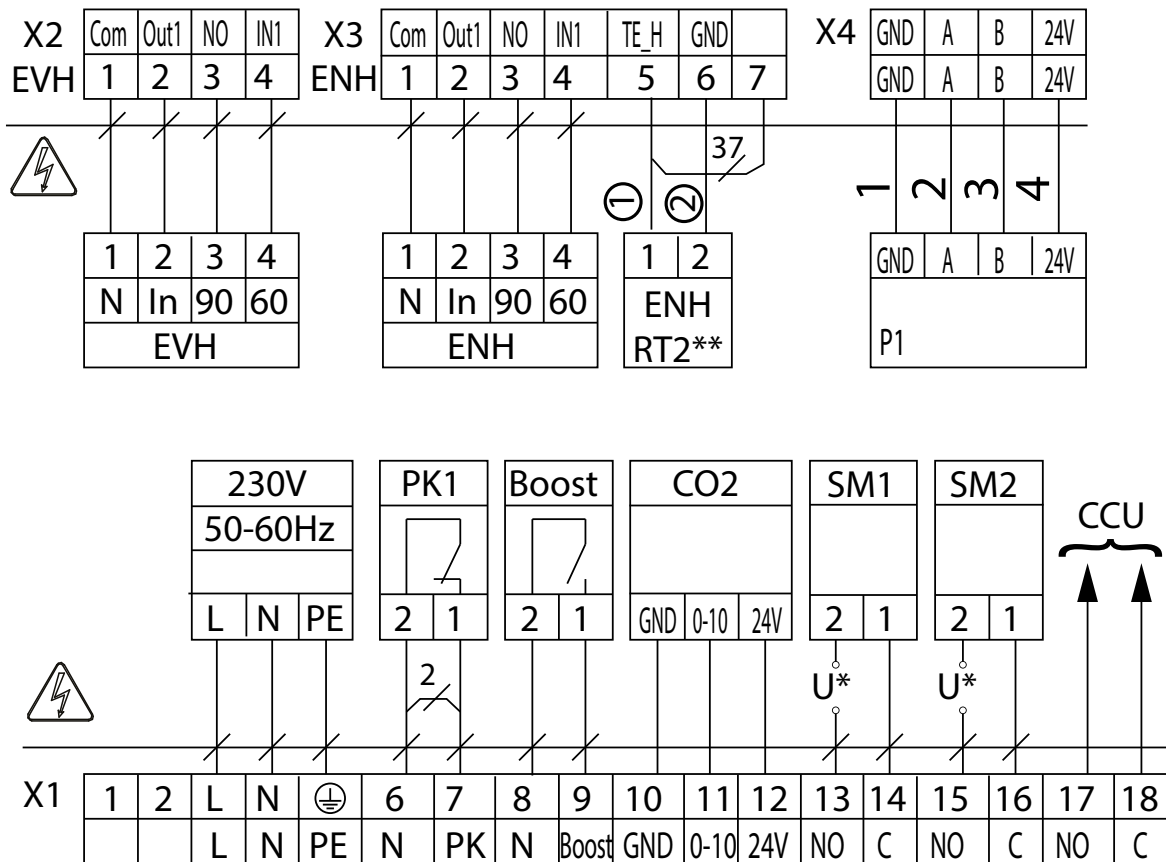 X2 Com Out1 NO IN1 X3 Com Out1 NO IN1 TE_H GND X4 GND A B 24V
EVH 1 2 3 4 ENH 1 2 3 4 5 6 7 GND A B 24V
37
1 2 1 2 3 4
1 2 3 4 1 2 3 4 1 2 GND A B 24V
N In 90 60 N In 90 60 ENH
EVH ENH RT2** P1
230V PK1 Boost CO2 SM1 SM2
50-60Hz CCU
L N PE 2 1 2 1 GND 0-10 24V 2 1 2 1
2 U* U*
X1 1 2 L N 6 7 8 9 10 11 12 13 14 15 16 17 18
L N PE N PK N Boost GND 0-10 24V NO C NO C NO C